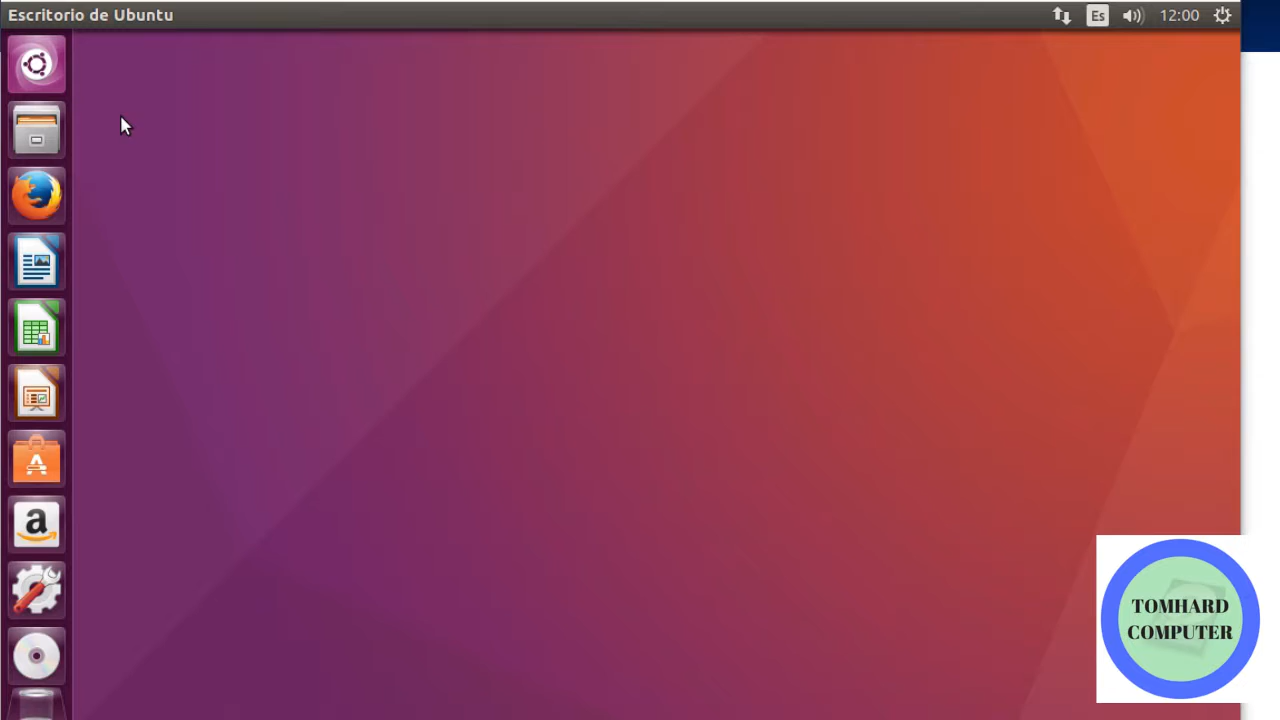 Escritorio de Ubuntu
Es
12:00
A
a
TOMHARD
COMPUTER